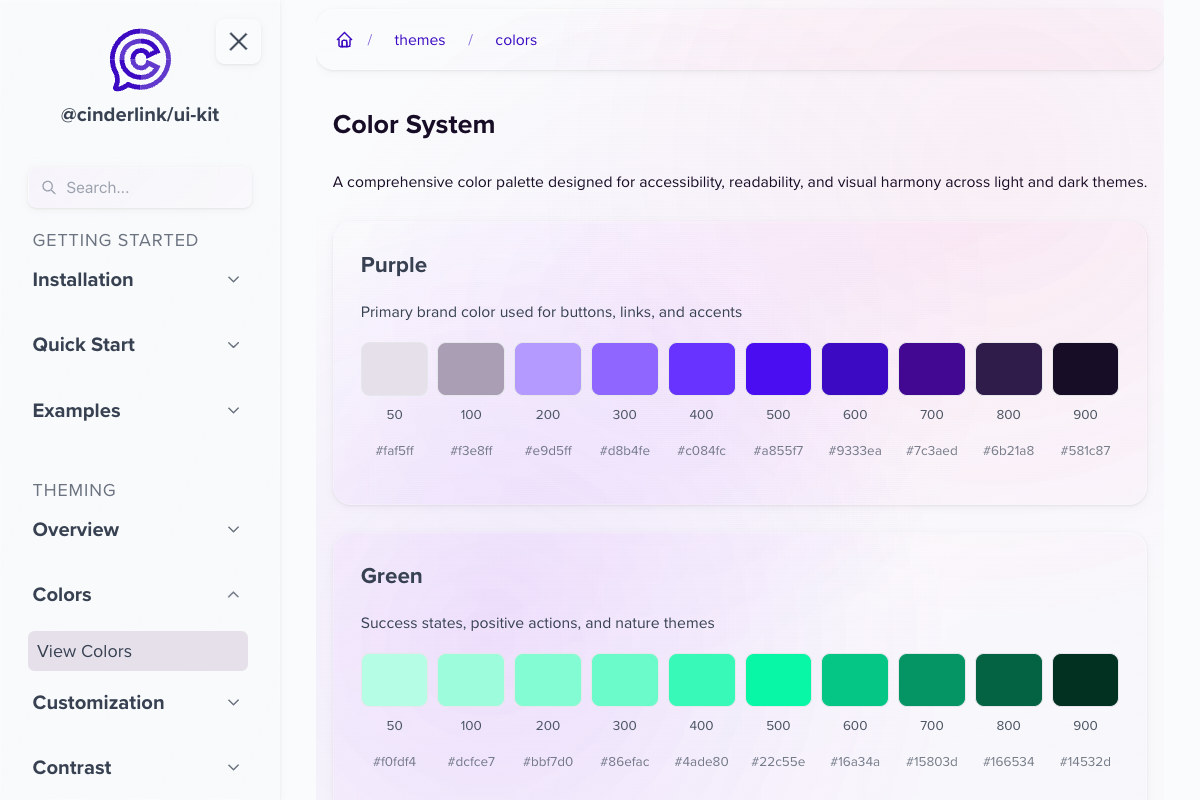 @cinderlink/ui-kit
Search...
GETTING STARTED
Installation
Quick Start
Examples
THEMING
Overview
Colors
View Colors
Customization
Contrast
/ themes / colors
Color System
A comprehensive color palette designed for accessibility, readability, and visual harmony across light and dark themes.
Purple
Primary brand color used for buttons, links, and accents
50 100 200 300 400 500 600 700 800 900
#faf5ff #f3e8ff #e9d5ff #d8b4fe #c084fc #a855f7 #9333ea #7c3aed #6b21a8 #581c87
Green
Success states, positive actions, and nature themes
50 100 200 300 400 500 600 700 800 900
#f0fdf4 #dcfce7 #bbf7d0 #86efac #4ade80 #22c55e #16a34a #15803d #166534 #14532d